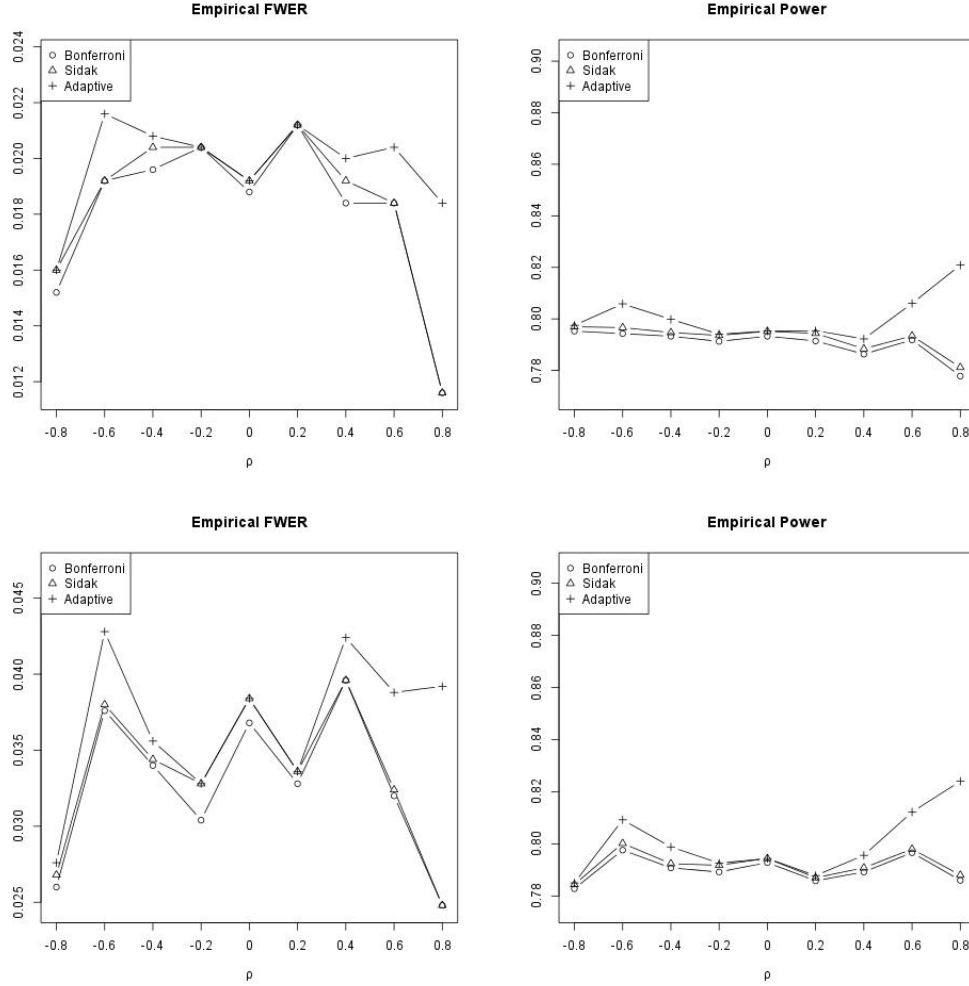 Empirical FWER
Bonferroni
Sidak
Adaptive
0.024
0.022
0.020
0.018
0.016
0.014
0.012
-0.8 -0.6 -0.4 -0.2 0 0.2 0.4 0.6 0.8
ρ
Empirical Power
Bonferroni
Sidak
Adaptive
0.90
0.88
0.86
0.84
0.82
0.80
0.78
-0.8 -0.6 -0.4 -0.2 0 0.2 0.4 0.6 0.8
ρ
Empirical FWER
Bonferroni
Sidak
Adaptive
0.045
0.040
0.035
0.030
0.025
-0.8 -0.6 -0.4 -0.2 0 0.2 0.4 0.6 0.8
ρ
Empirical Power
Bonferroni
Sidak
Adaptive
0.90
0.88
0.86
0.84
0.82
0.80
0.78
-0.8 -0.6 -0.4 -0.2 0 0.2 0.4 0.6 0.8
ρ